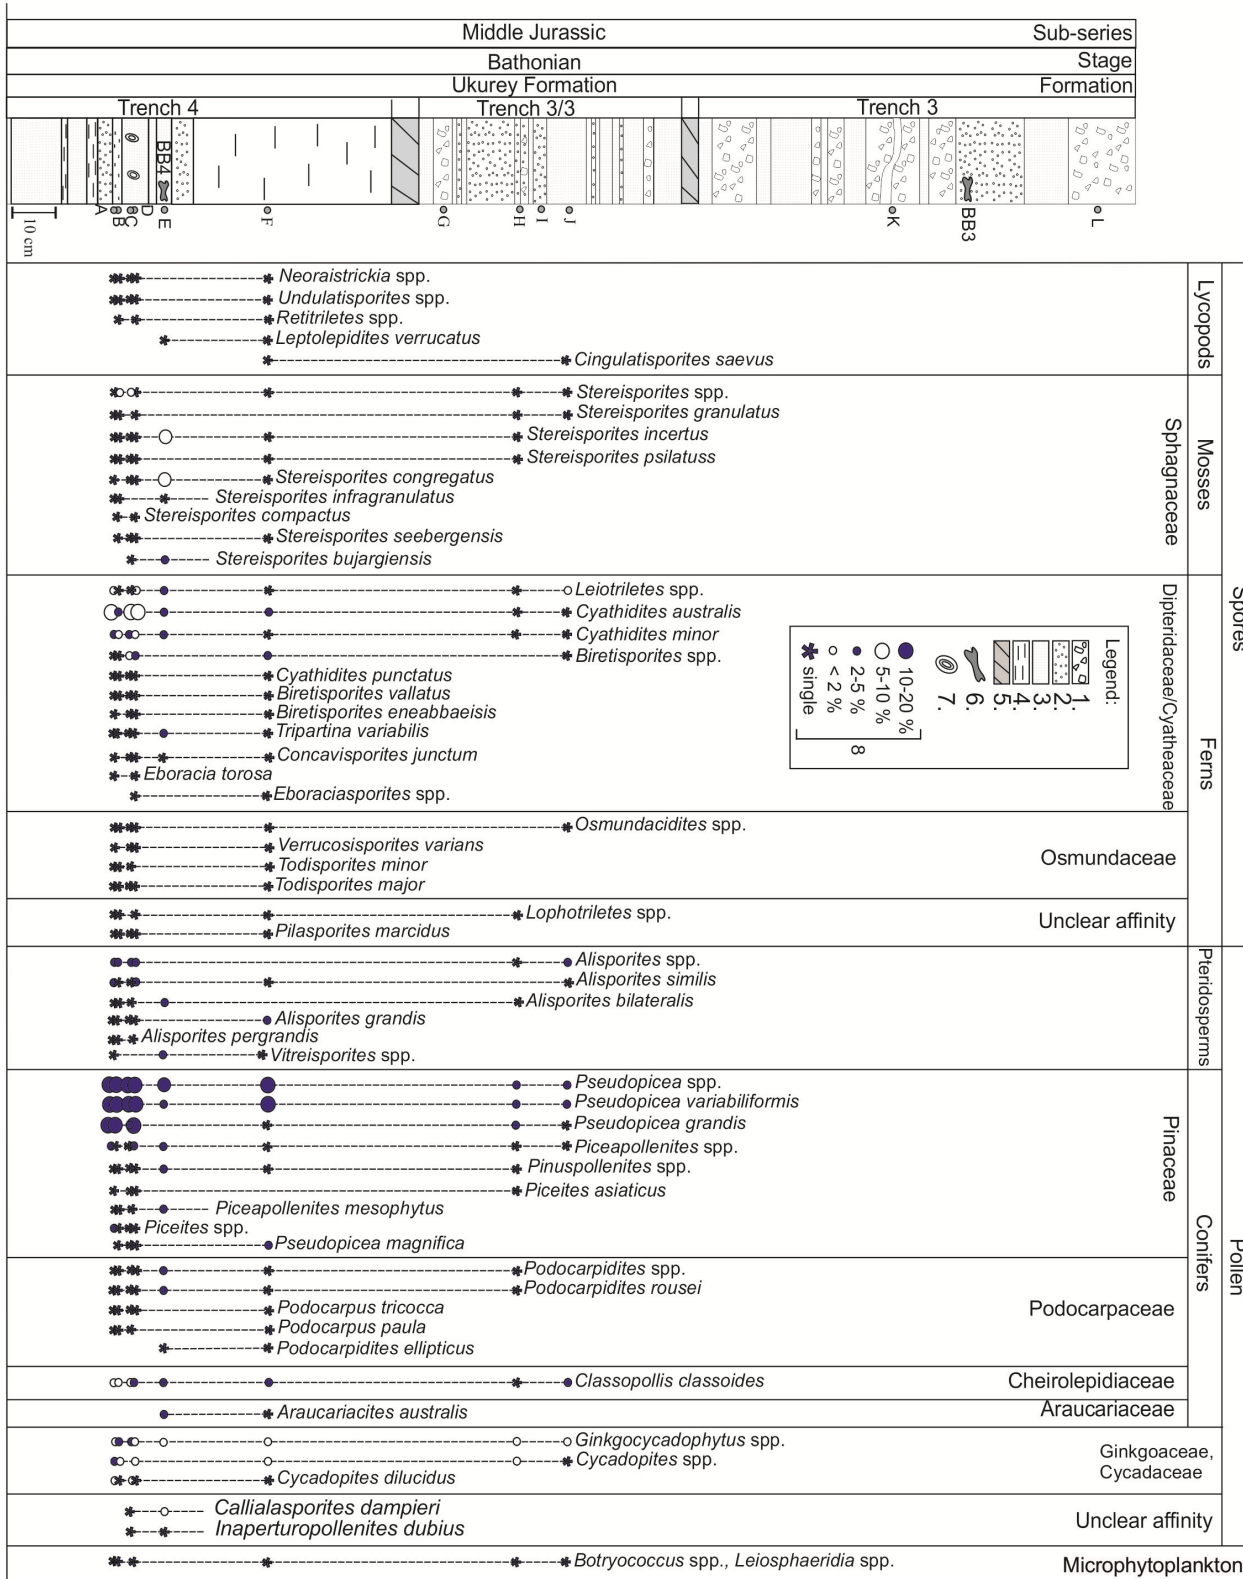 Middle Jurassic Sub-series
Bathonian Stage
Ukurey Formation Formation
Trench 4 Trench 3/3 Trench 3
BB4
BB3
A B C D E F G H I J K L
10 cm
Neoraistrickia spp.
Undulatisporites spp.
Retitriletes spp.
Leptolepidites verrucatus
Cingulatisporites saevus
Lycopods
Stereisporites spp.
Stereisporites granulatus
Stereisporites incertus
Stereisporites psilatuss
Stereisporites congregatus
Stereisporites infragranulatus
Stereisporites compactus
Stereisporites seebergensis
Stereisporites bujargiensis
Sphagnaceae
Mosses
Leiotriletes spp.
Cyathidites australis
Cyathidites minor
Biretisporites spp.
Cyathidites punctatus
Biretisporites vallatus
Biretisporites eneabbaeisis
Tripartina variabilis
Concavisporites junctum
Eboracia torosa
Eboraciasporites spp.
Dipteridaceae/Cyatheaceae
Legend:
1.
2.
3.
4.
5.
6.
7.
10-20 %
5-10 %
2-5 %
< 2 %
single
8
Osmundacidites spp.
Verrucosisporites varians
Todisporites minor
Todisporites major
Osmundaceae
Ferns
Lophotriletes spp.
Pilasporites marcidus
Unclear affinity
Spores
Alisporites spp.
Alisporites similis
Alisporites bilateralis
Alisporites grandis
Alisporites pergrandis
Vitreisporites spp.
Pteridosperms
Pseudopicea spp.
Pseudopicea variabiliformis
Pseudopicea grandis
Piceapollenites spp.
Pinuspollenites spp.
Piceites asiaticus
Piceapollenites mesophytus
Piceites spp.
Pseudopicea magnifica
Pinaceae
Podocarpidites spp.
Podocarpidites rousei
Podocarpus tricocca
Podocarpus paula
Podocarpidites ellipticus
Podocarpaceae
Classopollis classoides
Cheirolepidiaceae
Araucariacites australis
Araucariaceae
Conifers
Ginkgocycadophytus spp.
Cycadopites spp.
Cycadopites dilucidus
Ginkgoaceae,
Cycadaceae
Callialasporites dampieri
Inaperturopollenites dubius
Unclear affinity
Pollen
Botryococcus spp., Leiosphaeridia spp.
Microphytoplankton